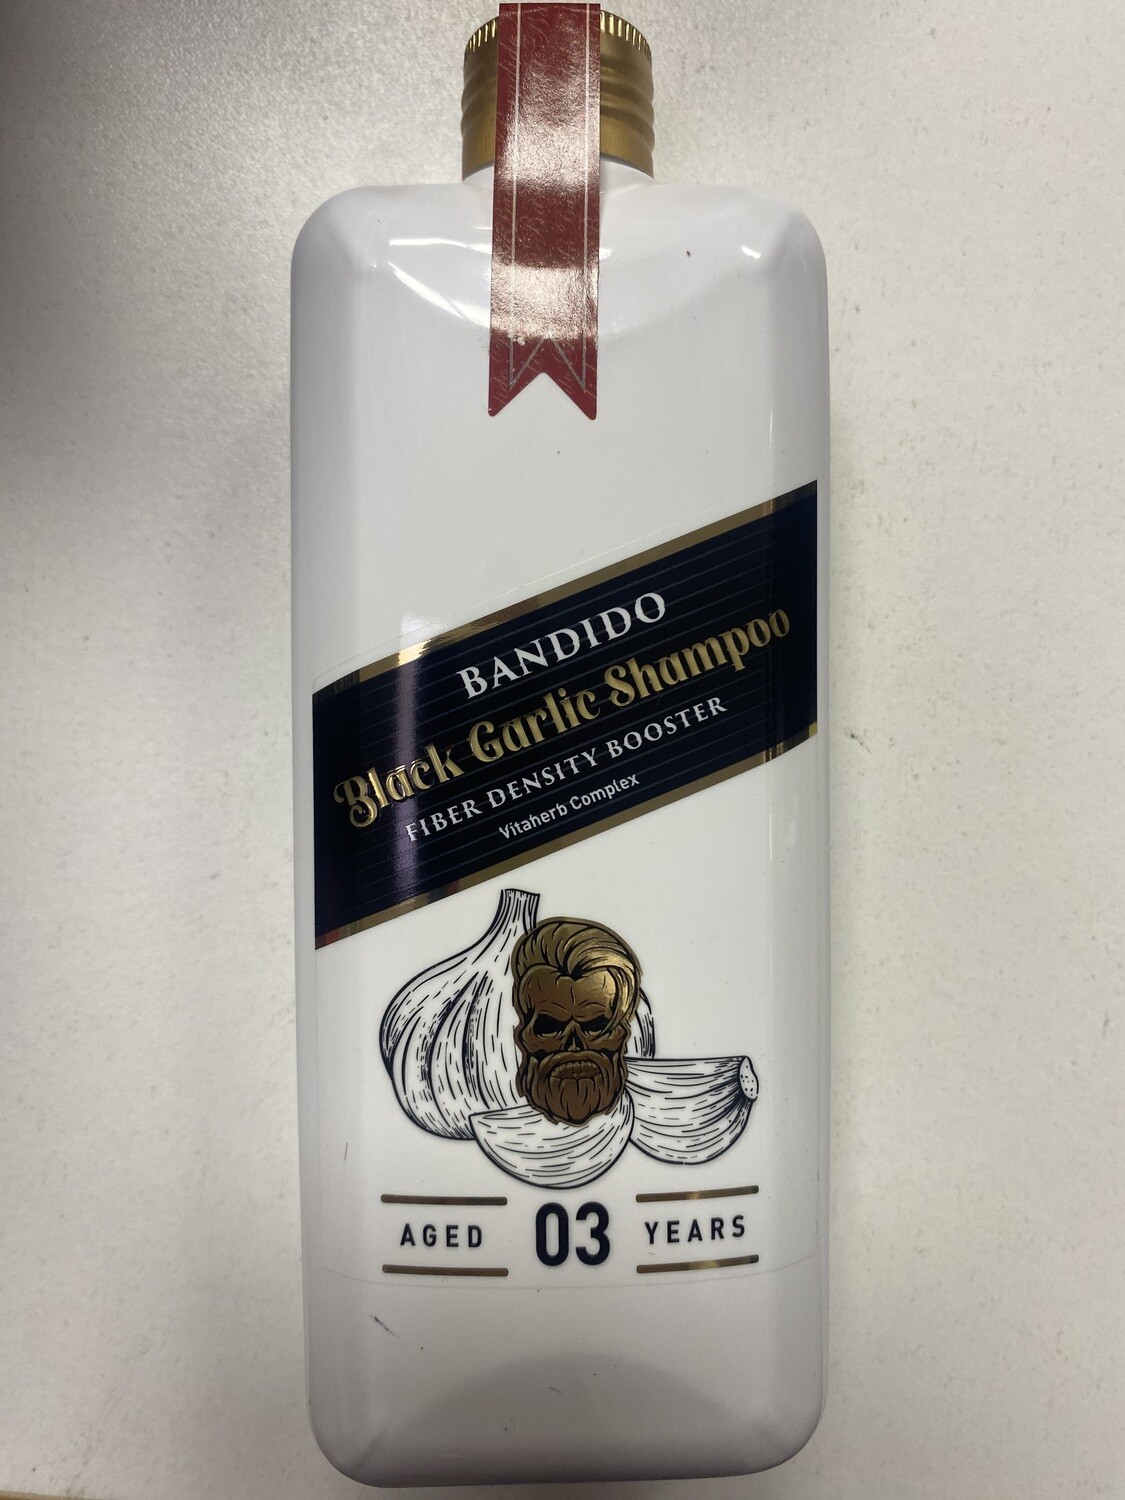 BANDIDO
Black Garlic Shampoo
FIBER DENSITY BOOSTER
Vitaherb Complex
AGED 03 YEARS